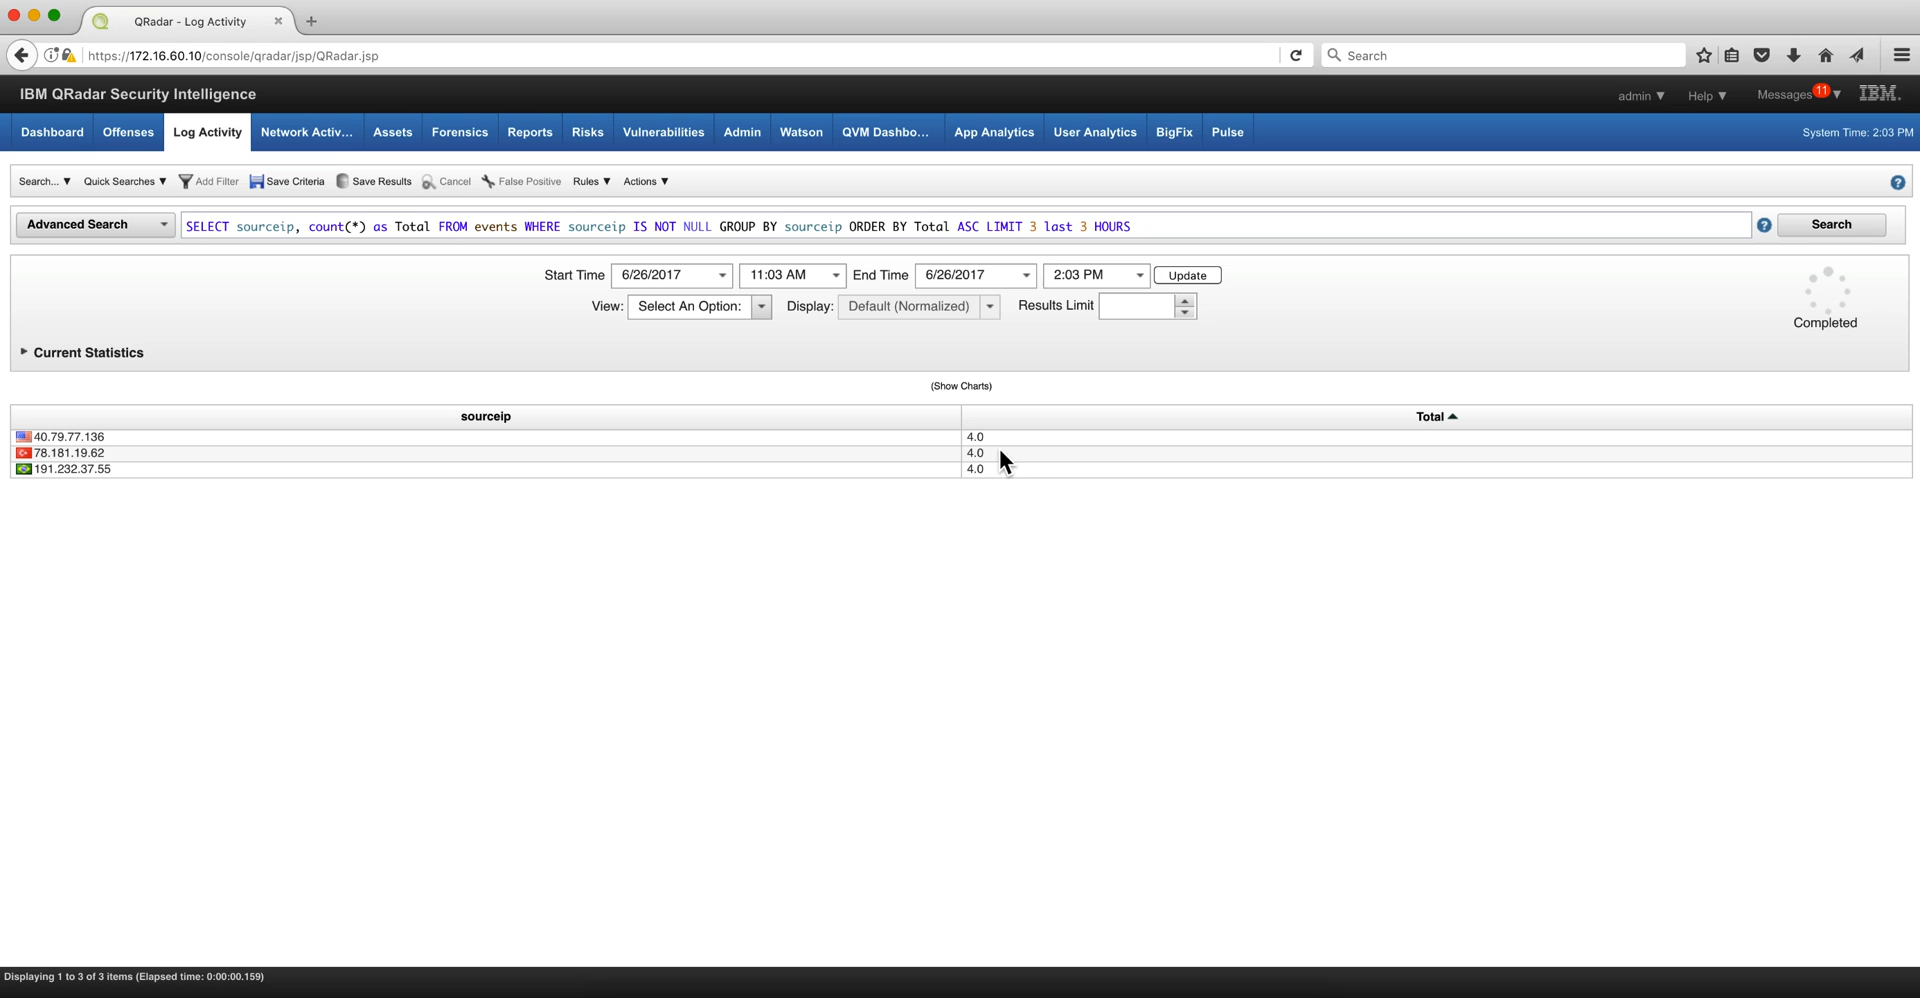 QRadar - Log Activity
https://172.16.60.10/console/qradar/jsp/QRadar.jsp
Search
IBM QRadar Security Intelligence
admin ▼ Help ▼ Messages 11 ▼ IBM.
Dashboard Offenses Log Activity Network Activ... Assets Forensics Reports Risks Vulnerabilities Admin Watson QVM Dashbo... App Analytics User Analytics BigFix Pulse System Time: 2:03 PM
Search... ▼ Quick Searches ▼ Add Filter Save Criteria Save Results Cancel False Positive Rules ▼ Actions ▼ ?
Advanced Search SELECT sourceip, count(*) as Total FROM events WHERE sourceip IS NOT NULL GROUP BY sourceip ORDER BY Total ASC LIMIT 3 last 3 HOURS ? Search
Start Time 6/26/2017 11:03 AM End Time 6/26/2017 2:03 PM Update
View: Select An Option: Display: Default (Normalized) Results Limit
Completed
Current Statistics
(Show Charts)
sourceip Total
40.79.77.136 4.0
78.181.19.62 4.0
191.232.37.55 4.0
Displaying 1 to 3 of 3 items (Elapsed time: 0:00:00.159)